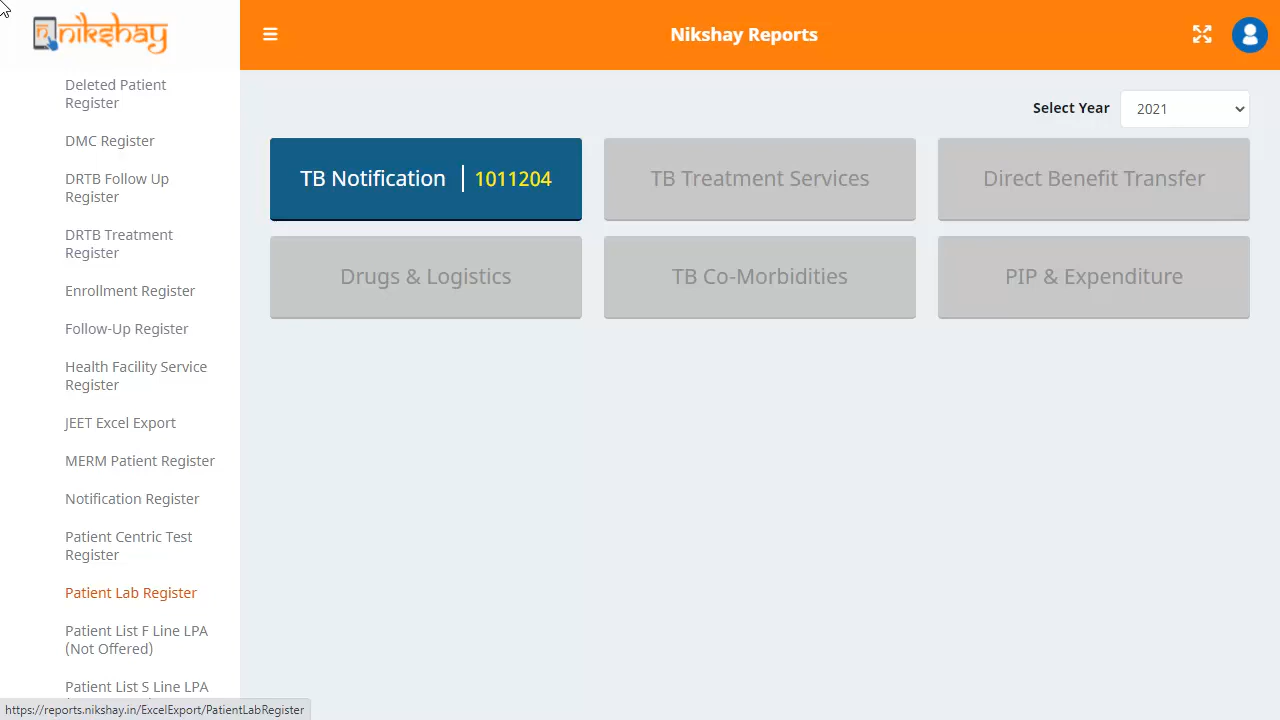 nikshay
Nikshay Reports
Deleted Patient
Register
DMC Register
DRTB Follow Up
Register
DRTB Treatment
Register
Enrollment Register
Follow-Up Register
Health Facility Service
Register
JEET Excel Export
MERM Patient Register
Notification Register
Patient Centric Test
Register
Patient Lab Register
Patient List F Line LPA
(Not Offered)
Patient List S Line LPA
https://reports.nikshay.in/ExcelExport/PatientLabRegister
Select Year 2021
TB Notification 1011204
TB Treatment Services
Direct Benefit Transfer
Drugs & Logistics
TB Co-Morbidities
PIP & Expenditure